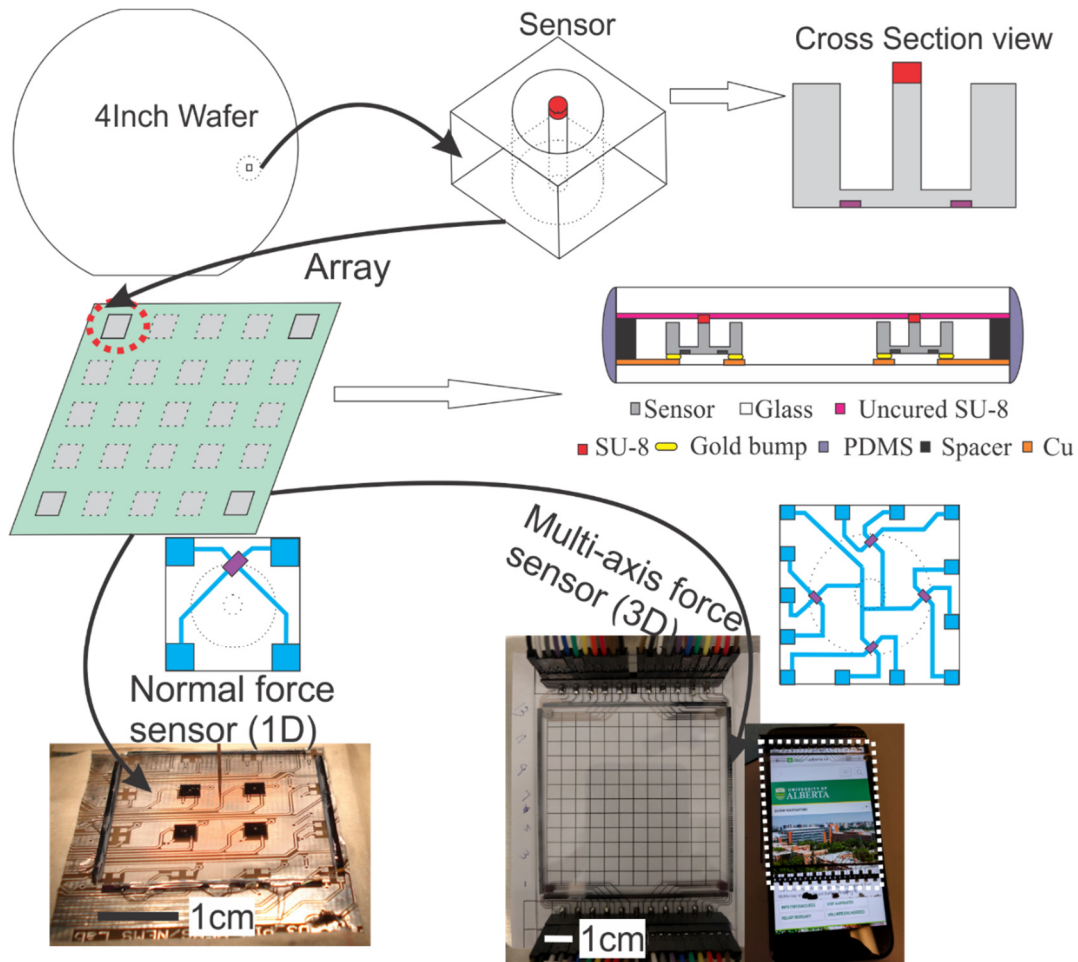 Sensor
Cross Section view
4Inch Wafer
Array
Sensor Glass Uncured SU-8
SU-8 Gold bump PDMS Spacer Cu
Multi-axis force
sensor (3D)
Normal force
sensor (1D)
UNIVERSITY OF
ALBERTA
1cm
1cm